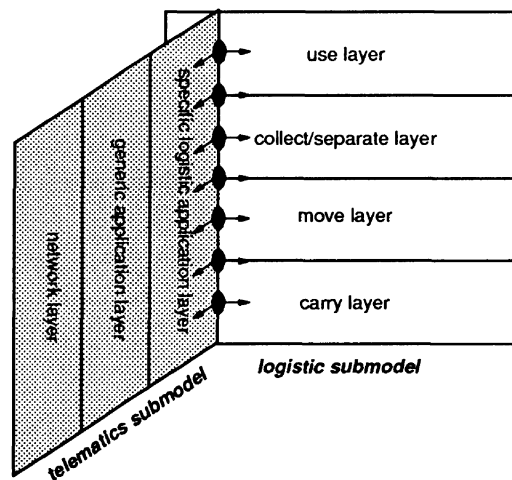 use layer
collect/separate layer
move layer
carry layer
logistic submodel
specific logistic application layer
generic application layer
network layer
telematics submodel